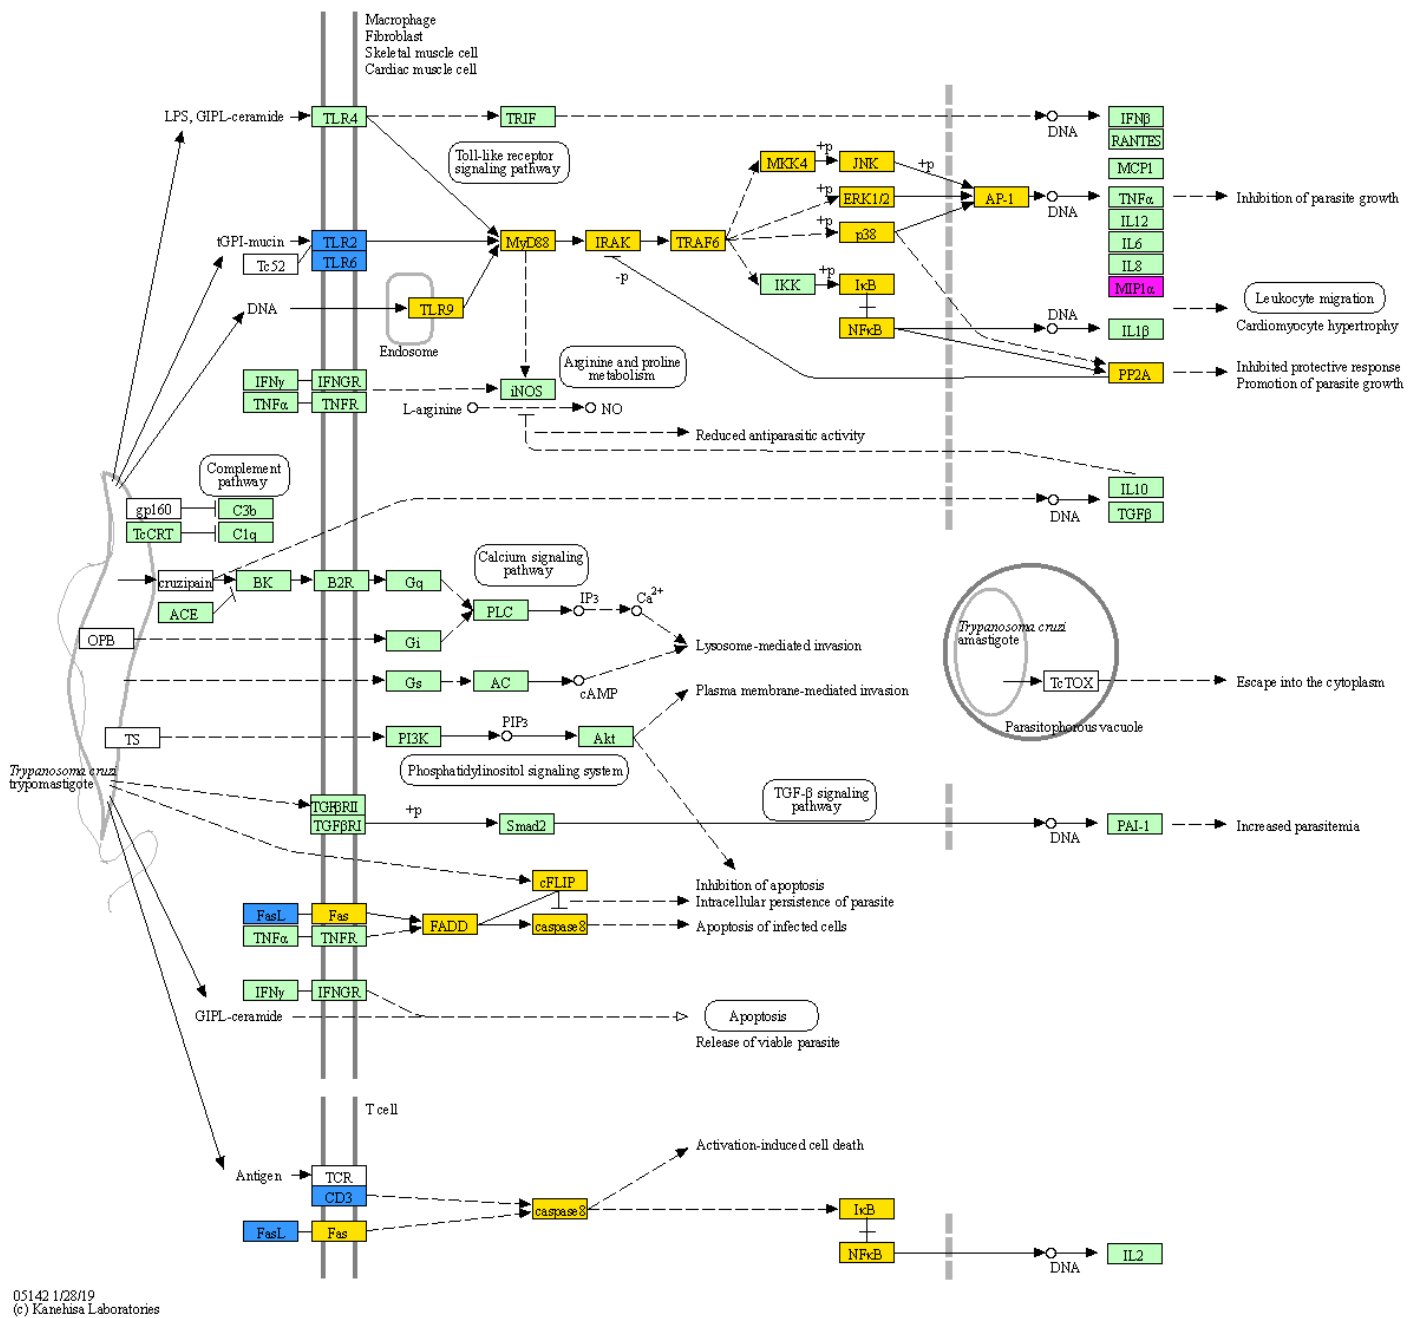 Macrophage
Fibroblast
Skeletal muscle cell
Cardiac muscle cell
LPS, GIPL-ceramide
TLR4
TRIF
DNA
IFNβ
RANTES
Toll-like receptor
signaling pathway
MKK4
+p
JNK
+p
MCP1
+p
ERK1/2
AP-1
DNA
TNFα
Inhibition of parasite growth
IL12
tGPI-mucin
TLR2
MyD88
IRAK
TRAF6
+p
p38
IL6
Tc52
TLR6
IL8
-p
IKK
+p
IκB
MIP1α
Leukocyte migration
DNA
TLR9
NFκB
DNA
IL1β
Cardiomyocyte hypertrophy
Endosome
Arginine and proline
metabolism
PP2A
Inhibited protective response
Promotion of parasite growth
IFNγ
IFNGR
iNOS
TNFα
TNFR
L-arginine
NO
Reduced antiparasitic activity
Complement
pathway
IL10
gp160
C3b
DNA
TGFβ
TcCRT
C1q
Calcium signaling
pathway
cruzipain
BK
B2R
Gq
IP3
Ca2+
ACE
PLC
OPB
Gi
Lysosome-mediated invasion
Trypanosoma cruzi
amastigote
Gs
AC
cAMP
Plasma membrane-mediated invasion
TcTOX
Escape into the cytoplasm
Parasitophorous vacuole
TS
PI3K
PIP3
Akt
Phosphatidylinositol signaling system
Trypanosoma cruzi
trypomastigote
TGFβRII
TGFβRI
+p
Smad2
TGF-β signaling
pathway
DNA
PAI-1
Increased parasitemia
cFLIP
Inhibition of apoptosis
Intracellular persistence of parasite
FasL
Fas
FADD
caspase8
Apoptosis of infected cells
TNFα
TNFR
IFNγ
IFNGR
GIPL-ceramide
Apoptosis
Release of viable parasite
T cell
Activation-induced cell death
Antigen
TCR
CD3
caspase8
IκB
FasL
Fas
NFκB
DNA
IL2
05142 1/28/19
(c) Kanehisa Laboratories